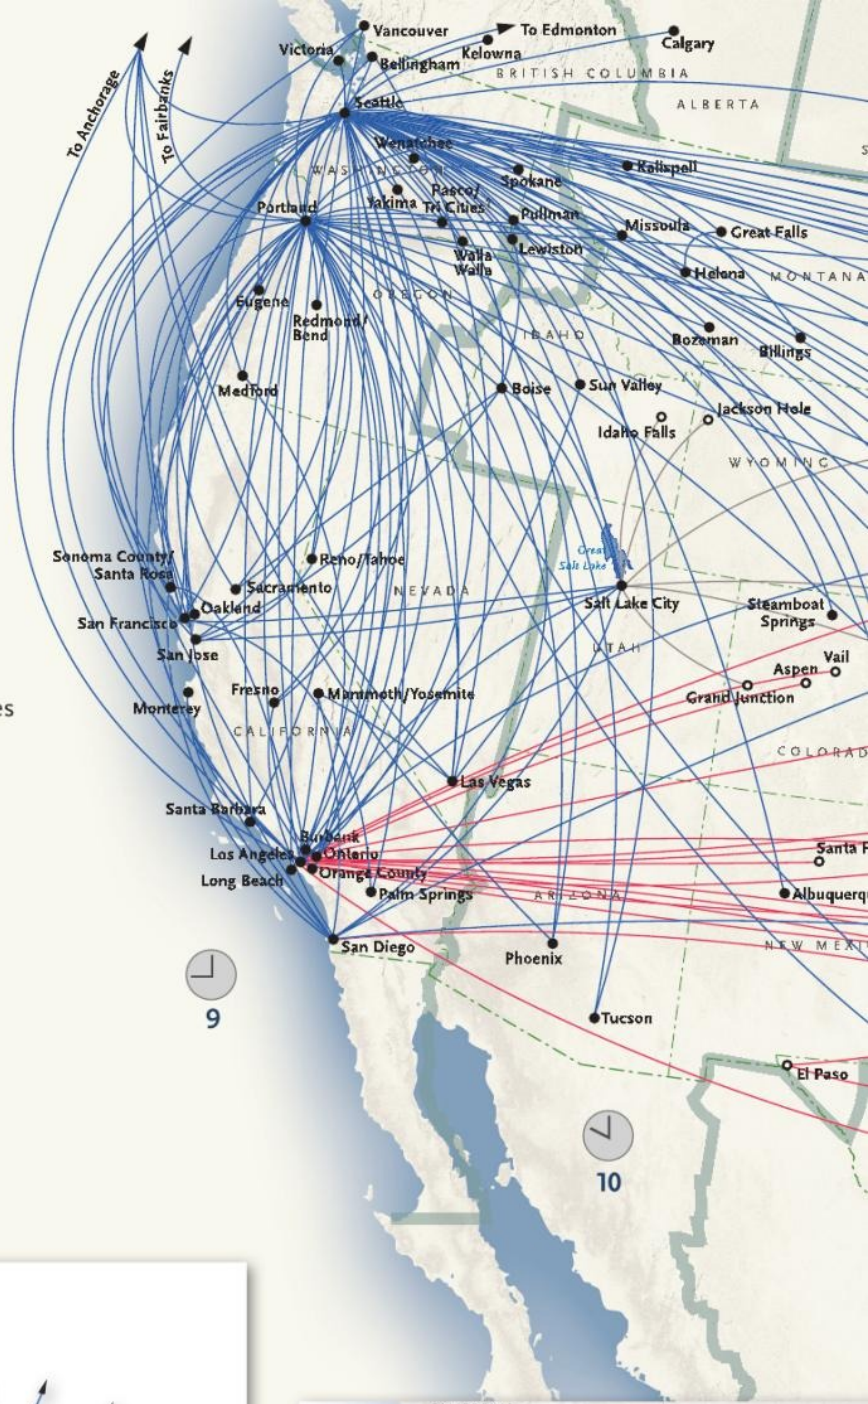 Vancouver
To Edmonton
Victoria
Kelowna
Calgary
Bellingham
BRITISH COLUMBIA
Seattle
ALBERTA
To Anchorage
To Fairbanks
Wenatchee
WASHINGTON
Spokane
Kalispell
Yakima
Pasco/
Tri Cities
Portland
Pullman
Missoula
Great Falls
Walla
Walla
Lewiston
Helena
MONTANA
Eugene
OREGON
Redmond/
Bend
IDAHO
Bozeman
Billings
Medford
Boise
Sun Valley
Jackson Hole
Idaho Falls
WYOMING
Sonoma County/
Santa Rosa
Reno/Tahoe
Great
Salt Lake
Sacramento
NEVADA
Oakland
San Francisco
Salt Lake City
Steamboat
Springs
San Jose
UTAH
Vail
Aspen
Fresno
Mammoth/Yosemite
Grand Junction
Monterey
es
CALIFORNIA
COLORAD
Las Vegas
Santa Barbara
Burbank
Los Angeles
Ontario
Santa F
Orange County
Long Beach
Palm Springs
ARIZONA
Albuquerqu
San Diego
Phoenix
NEW MEXI
9
Tucson
El Paso
10